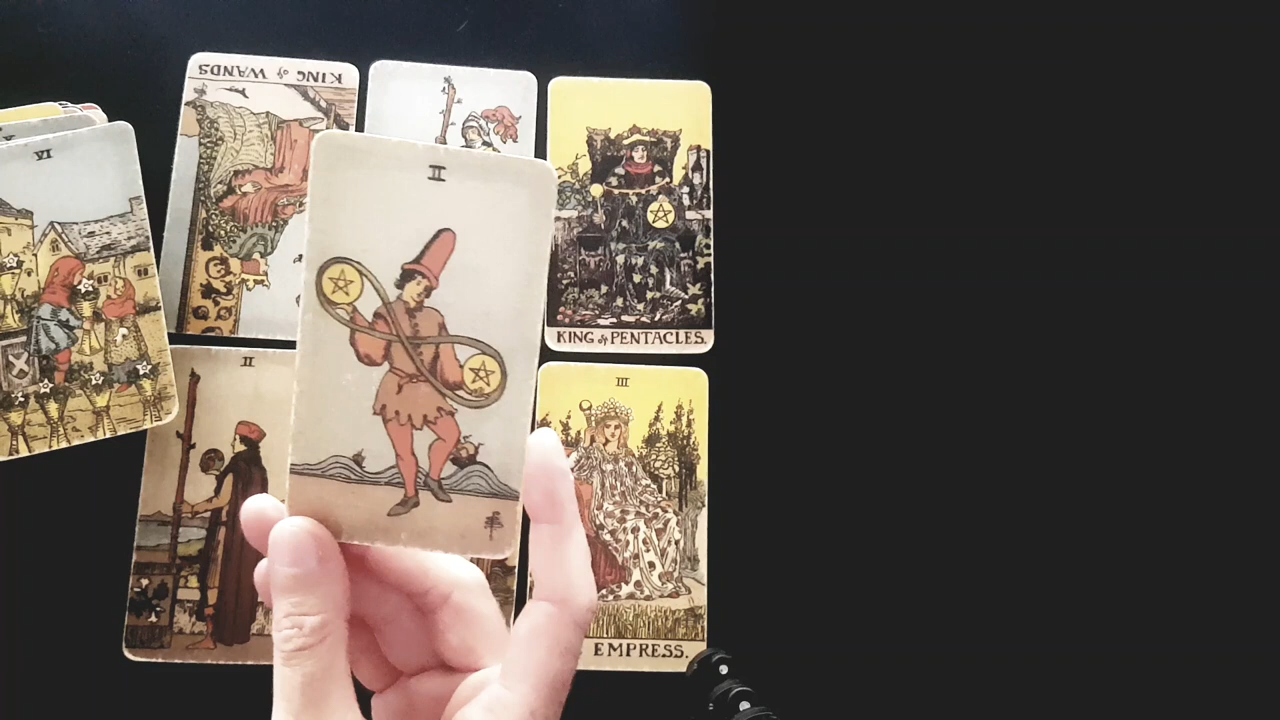 KING of WANDS
VI
II
KING of PENTACLES.
II
III
EMPRESS.